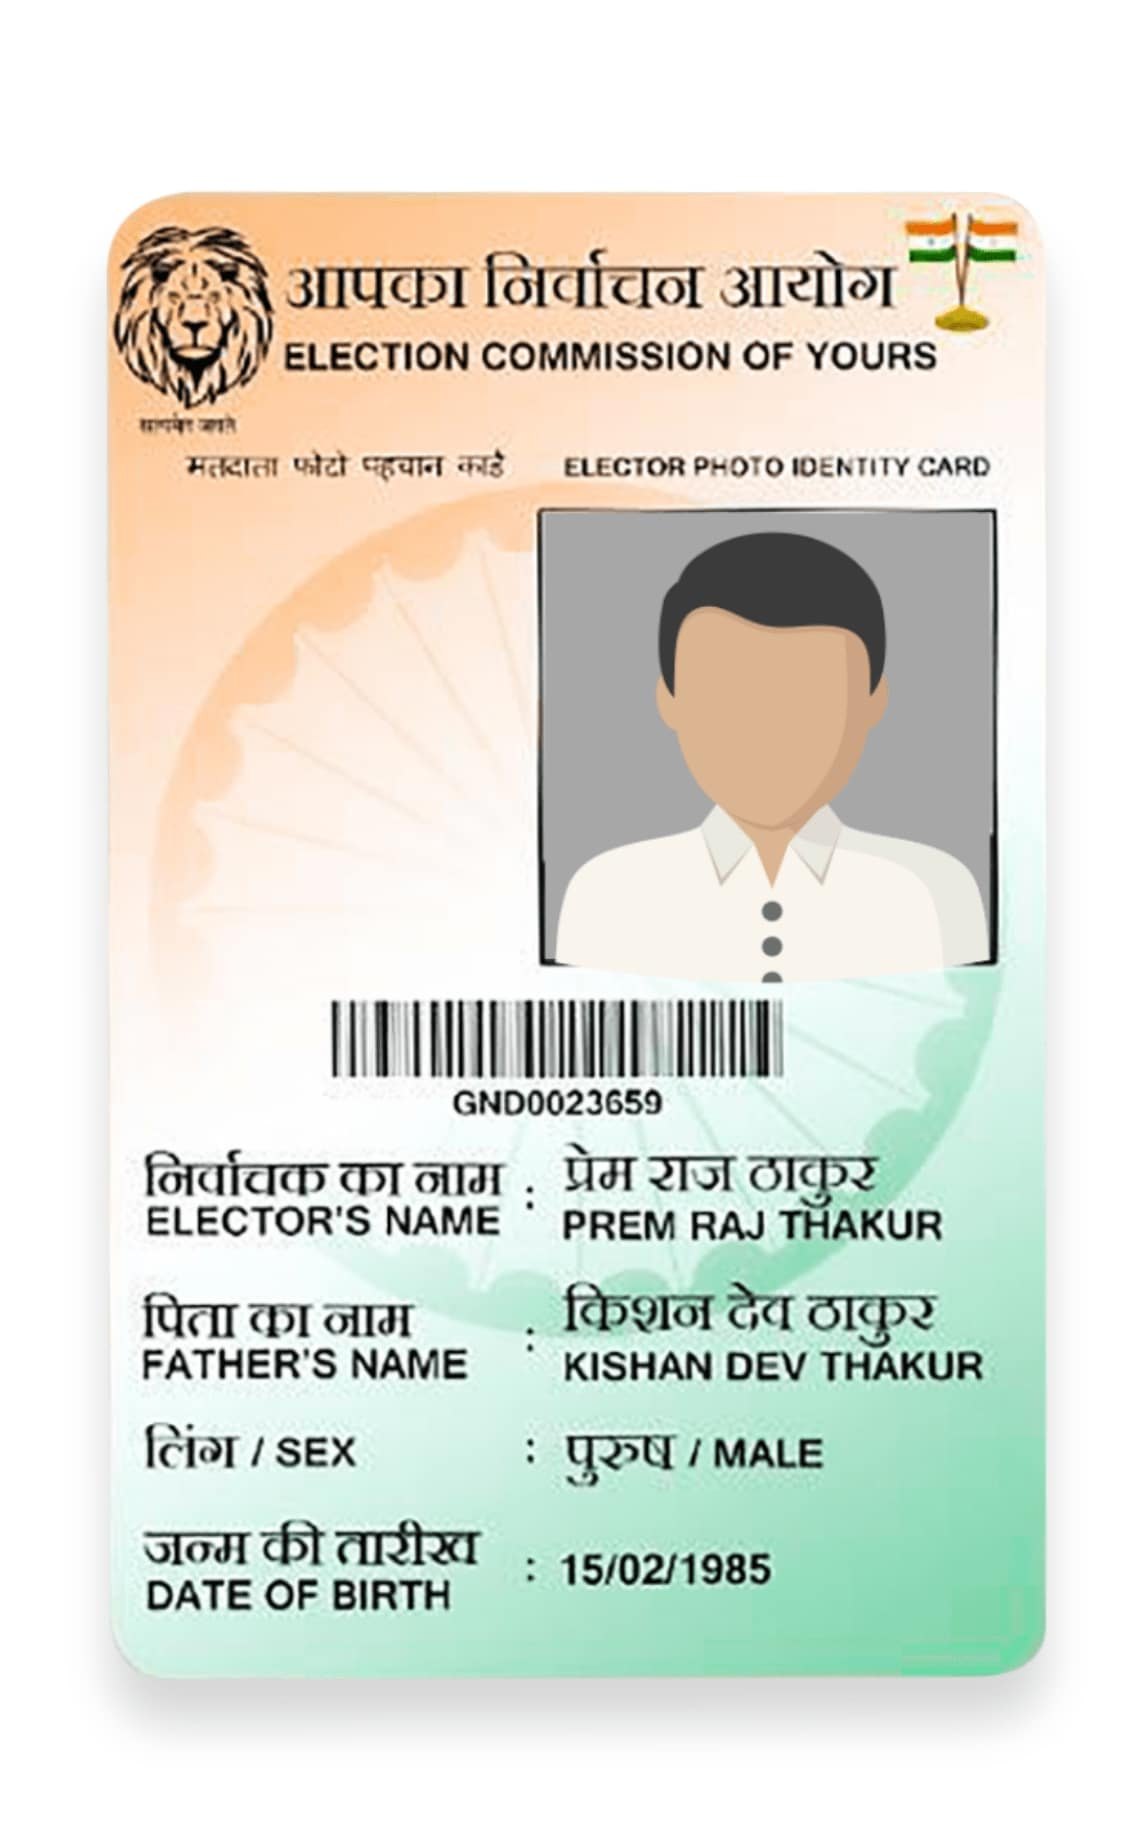 आपका निर्वाचन आयोग
ELECTION COMMISSION OF YOURS
सत्यमेव जयते
मतदाता फोटो पहचान कार्ड ELECTOR PHOTO IDENTITY CARD
GND0023659
निर्वाचक का नाम : प्रेम राज ठाकुर
ELECTOR'S NAME PREM RAJ THAKUR
पिता का नाम : किशन देव ठाकुर
FATHER'S NAME KISHAN DEV THAKUR
लिंग / SEX : पुरुष / MALE
जन्म की तारीख : 15/02/1985
DATE OF BIRTH